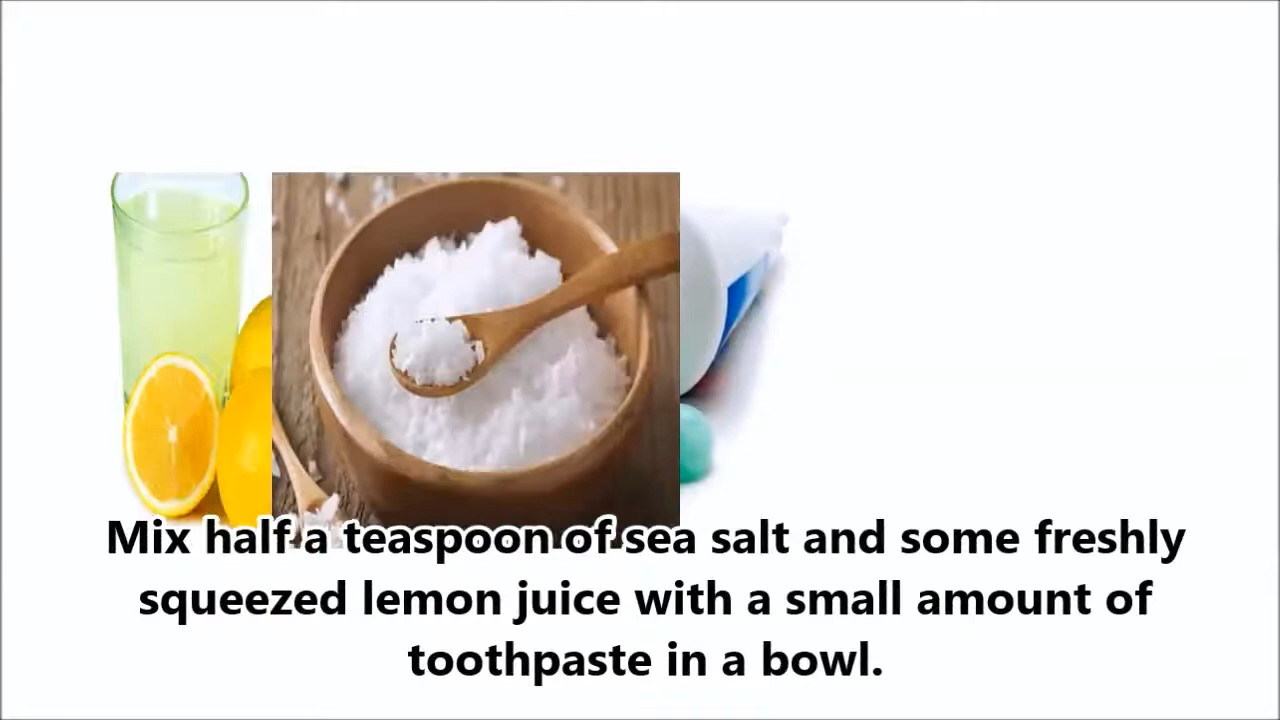 Mix half a teaspoon of sea salt and some freshly
squeezed lemon juice with a small amount of
toothpaste in a bowl.